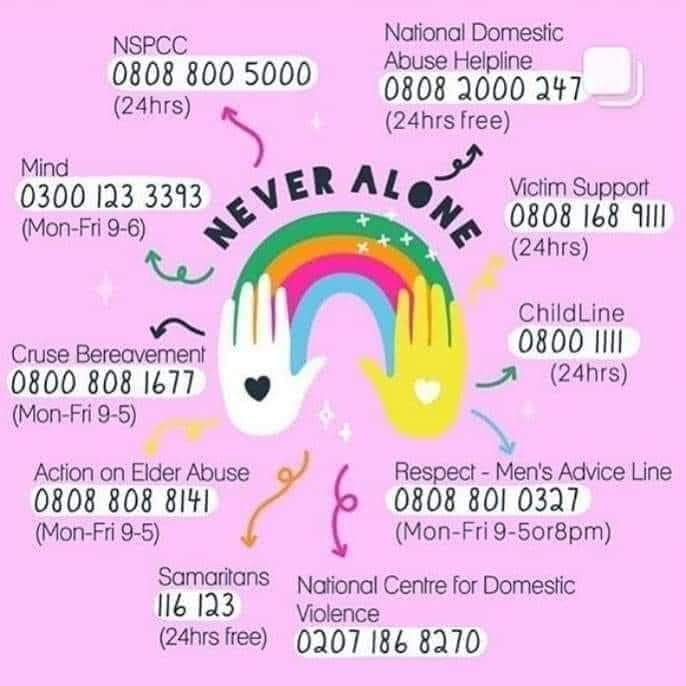 NSPCC
0808 800 5000
(24hrs)
National Domestic
Abuse Helpline
0808 2000 247
(24hrs free)
Mind
0300 123 3393
(Mon-Fri 9-6)
NEVER ALONE
Victim Support
0808 168 9111
(24hrs)
ChildLine
0800 1111
(24hrs)
Cruse Bereavement
0800 808 1677
(Mon-Fri 9-5)
Action on Elder Abuse
0808 808 8141
(Mon-Fri 9-5)
Respect - Men's Advice Line
0808 801 0327
(Mon-Fri 9-5or8pm)
Samaritans
116 123
(24hrs free)
National Centre for Domestic
Violence
0207 186 8270